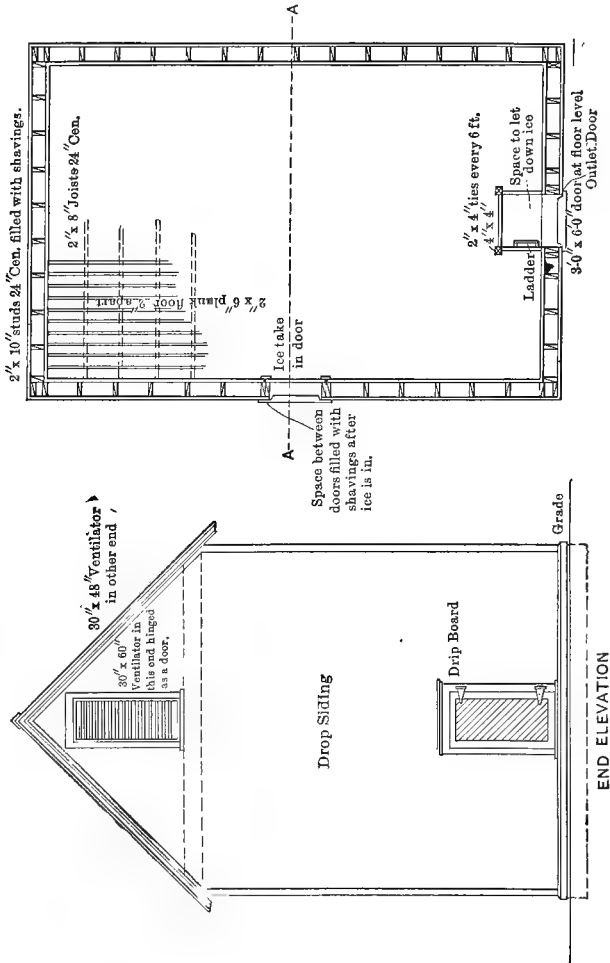 2" x 10" studs 24" Cen. filled with shavings.
2" x 8" Joists 24" Cen.
2" x 6" plank floor 2" apart
A
A
Ice take
in door
Space between
doors filled with
shavings after
ice is in.
2" x 4" ties every 6 ft.
4" x 4"
Space to let
down ice
Ladder
3'-0" x 6'-0" door at floor level
Outlet Door
30" x 48" Ventilator
in other end
30" x 60"
Ventilator in
this end hinged
as a door.
Drop Siding
Drip Board
Grade
END ELEVATION